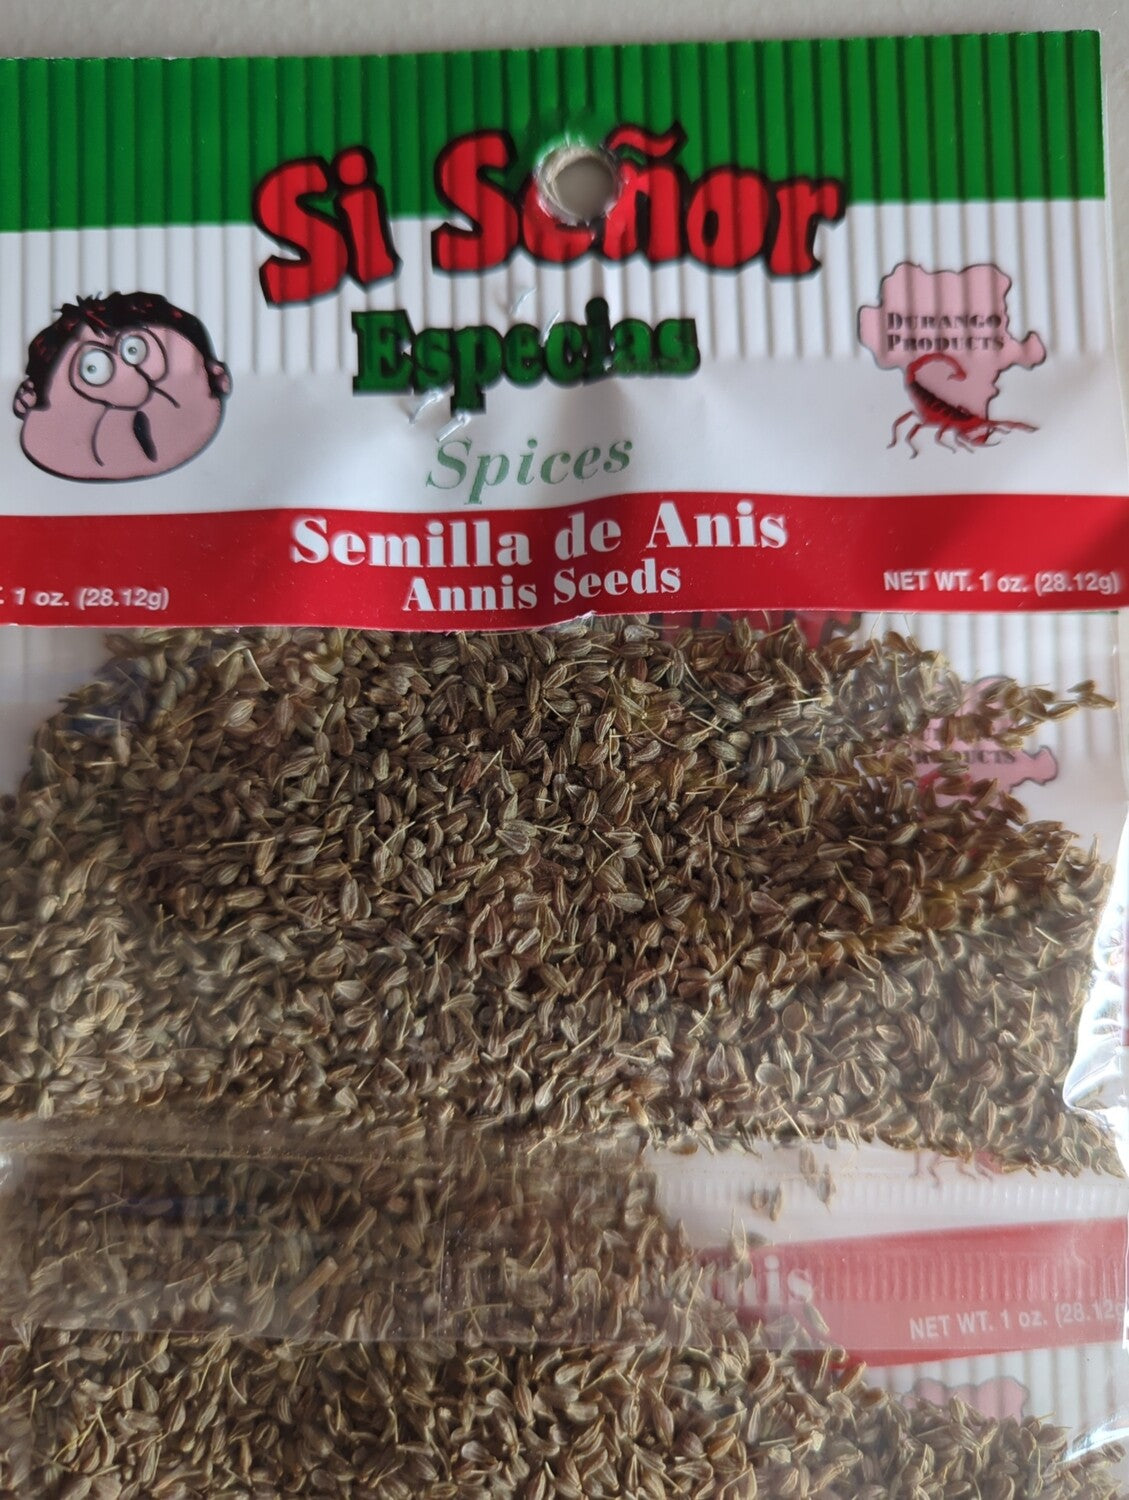 Si Señor
Especias
Spices
DURANGO
PRODUCTS
Semilla de Anis
Annis Seeds
1 oz. (28.12g)
NET WT. 1 oz. (28.12g)
NET WT. 1 oz. (28.12g